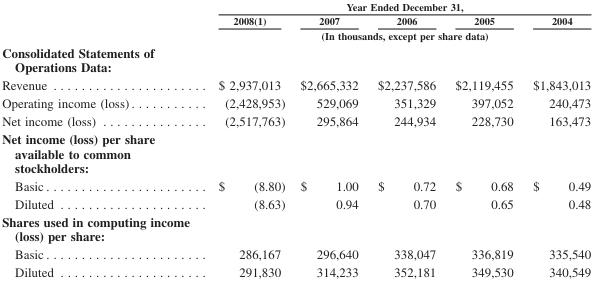 Year Ended December 31,
2008(1) 2007 2006 2005 2004
(In thousands, except per share data)
Consolidated Statements of
Operations Data:
Revenue . . . . . . . . . . . . . . . . . . . . . . $ 2,937,013 $2,665,332 $2,237,586 $2,119,455 $1,843,013
Operating income (loss) . . . . . . . . . . . (2,428,953) 529,069 351,329 397,052 240,473
Net income (loss) . . . . . . . . . . . . . . . (2,517,763) 295,864 244,934 228,730 163,473
Net income (loss) per share
available to common
stockholders:
Basic . . . . . . . . . . . . . . . . . . . . . . . $ (8.80) $ 1.00 $ 0.72 $ 0.68 $ 0.49
Diluted . . . . . . . . . . . . . . . . . . . . . (8.63) 0.94 0.70 0.65 0.48
Shares used in computing income
(loss) per share:
Basic . . . . . . . . . . . . . . . . . . . . . . . 286,167 296,640 338,047 336,819 335,540
Diluted . . . . . . . . . . . . . . . . . . . . . 291,830 314,233 352,181 349,530 340,549